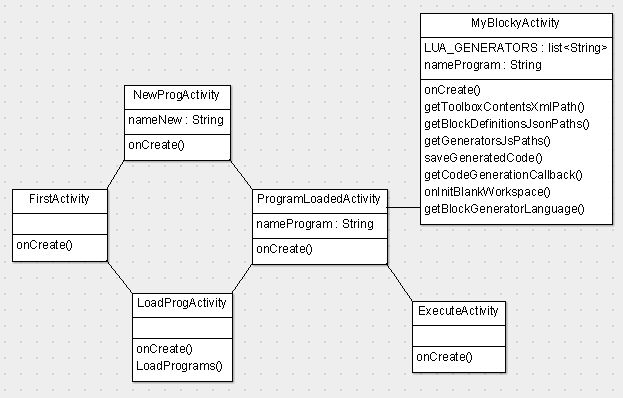 MyBlockyActivity
LUA_GENERATORS : list<String>
nameProgram : String
onCreate()
getToolboxContentsXmlPath()
getBlockDefinitionsJsonPaths()
getGeneratorsJsPaths()
saveGeneratedCode()
getCodeGenerationCallback()
onInitBlankWorkspace()
getBlockGeneratorLanguage()
NewProgActivity
nameNew : String
onCreate()
FirstActivity
onCreate()
ProgramLoadedActivity
nameProgram : String
onCreate()
LoadProgActivity
onCreate()
LoadPrograms()
ExecuteActivity
onCreate()